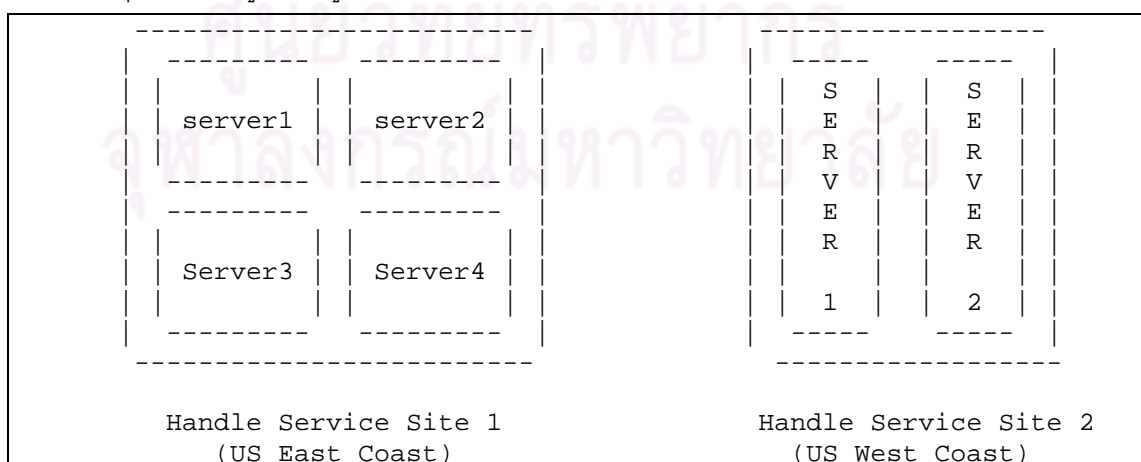 ศูนย์วิทยทรัพยากร
จุฬาลงกรณ์มหาวิทยาลัย
server1 server2
Server3 Server4
SERVER 1
SERVER 2
Handle Service Site 1
(US East Coast)
Handle Service Site 2
(US West Coast)